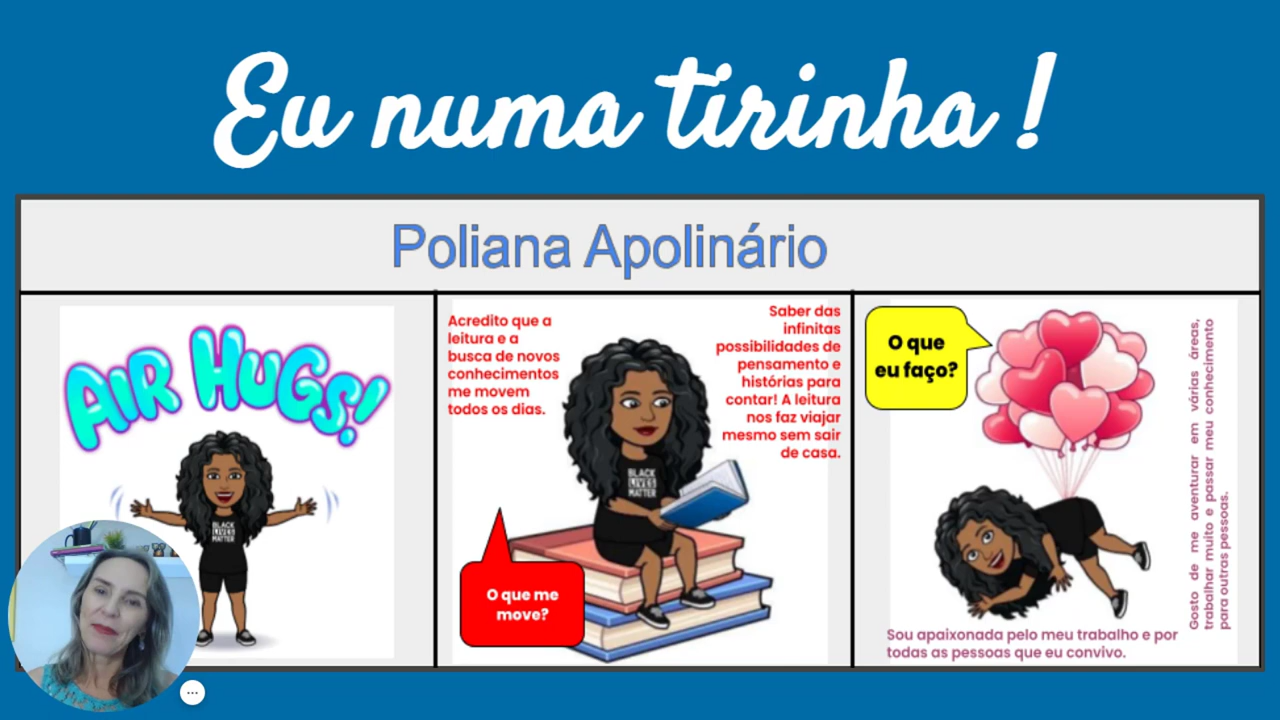 Eu numa tirinha !
Poliana Apolinário
AIR HUGS!
BLACK
LIVES
MATTER
Acredito que a
leitura e a
busca de novos
conhecimentos
me movem
todos os dias.
Saber das
infinitas
possibilidades de
pensamento e
histórias para
contar! A leitura
nos faz viajar
mesmo sem sair
de casa.
BLACK
LIVES
MATTER
O que me
move?
O que
eu faço?
Gosto de me aventurar em várias áreas,
trabalhar muito e passar meu conhecimento
para outras pessoas.
Sou apaixonada pelo meu trabalho e por
todas as pessoas que eu convivo.